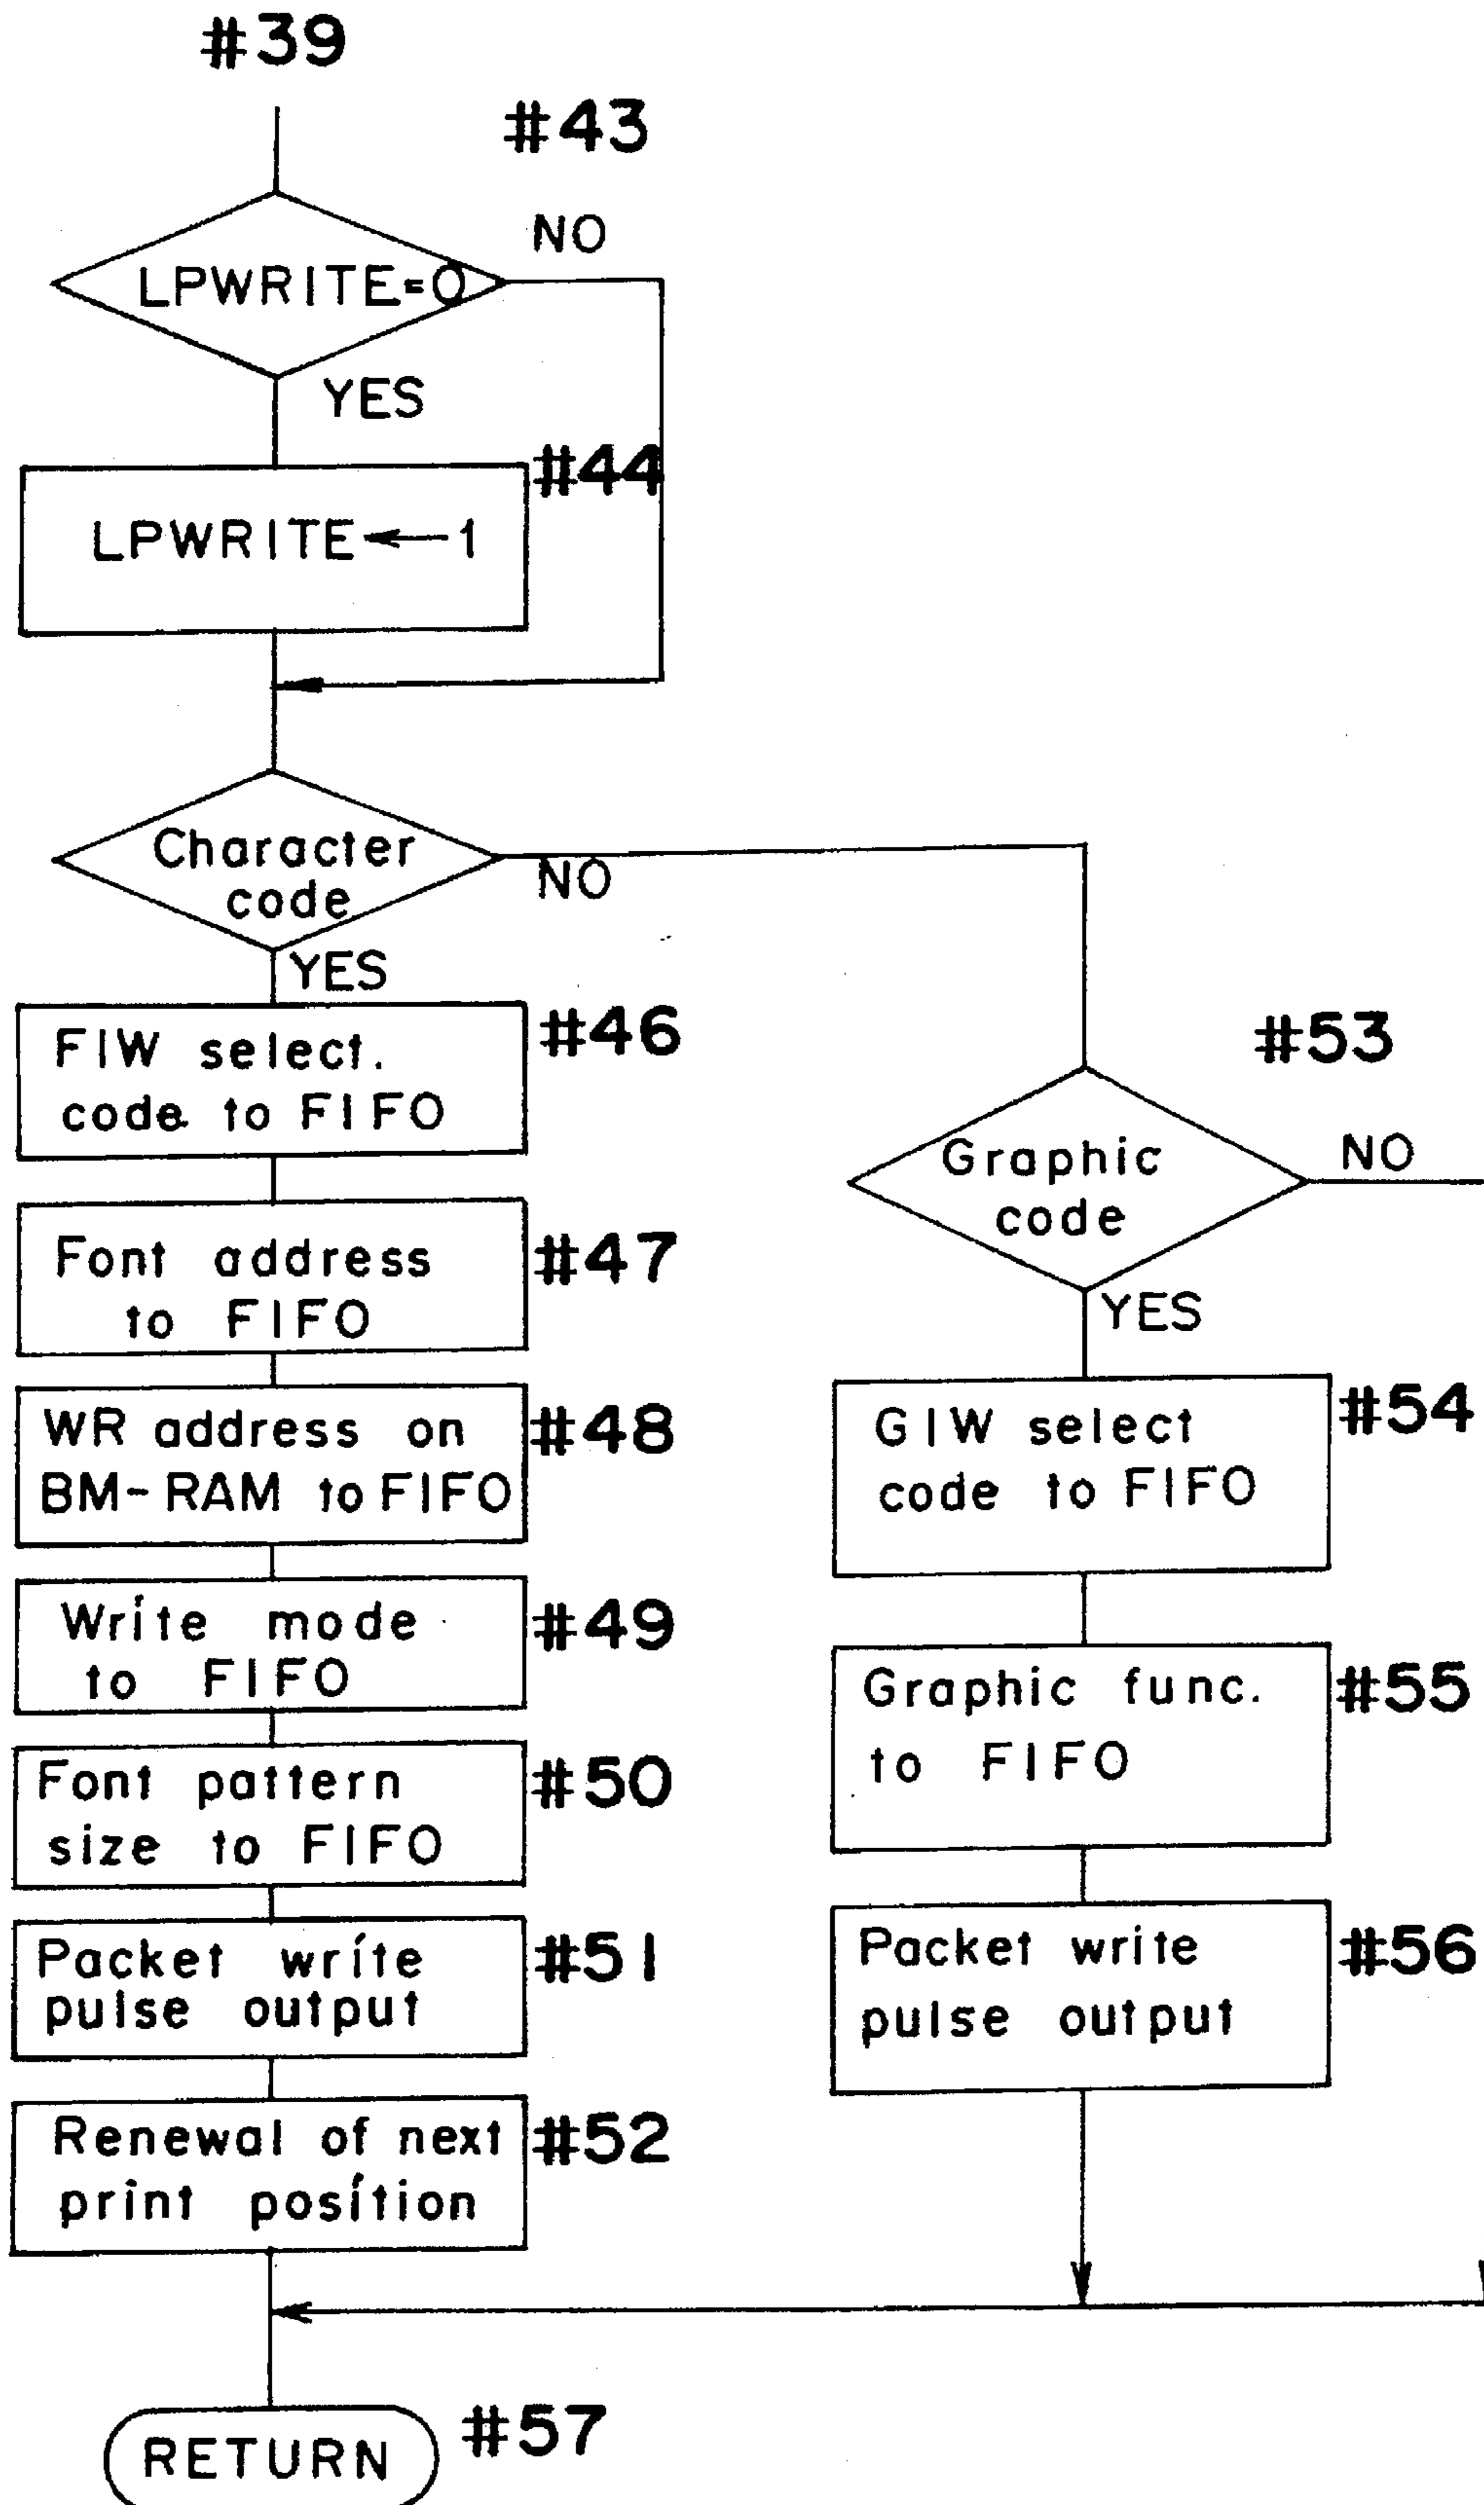 #39
#43
NO
LPWRITE=0
YES
#44
LPWRITE←1
Character
code
NO
YES
FIW select.
code to FIFO
#46
Font address
to FIFO
#47
WR address on
BM-RAM to FIFO
#48
Write mode
to FIFO
#49
Font pattern
size to FIFO
#50
Packet write
pulse output
#51
Renewal of next
print position
#52
#53
Graphic
code
NO
YES
GIW select
code to FIFO
#54
Graphic func.
to FIFO
#55
Packet write
pulse output
#56
RETURN
#57